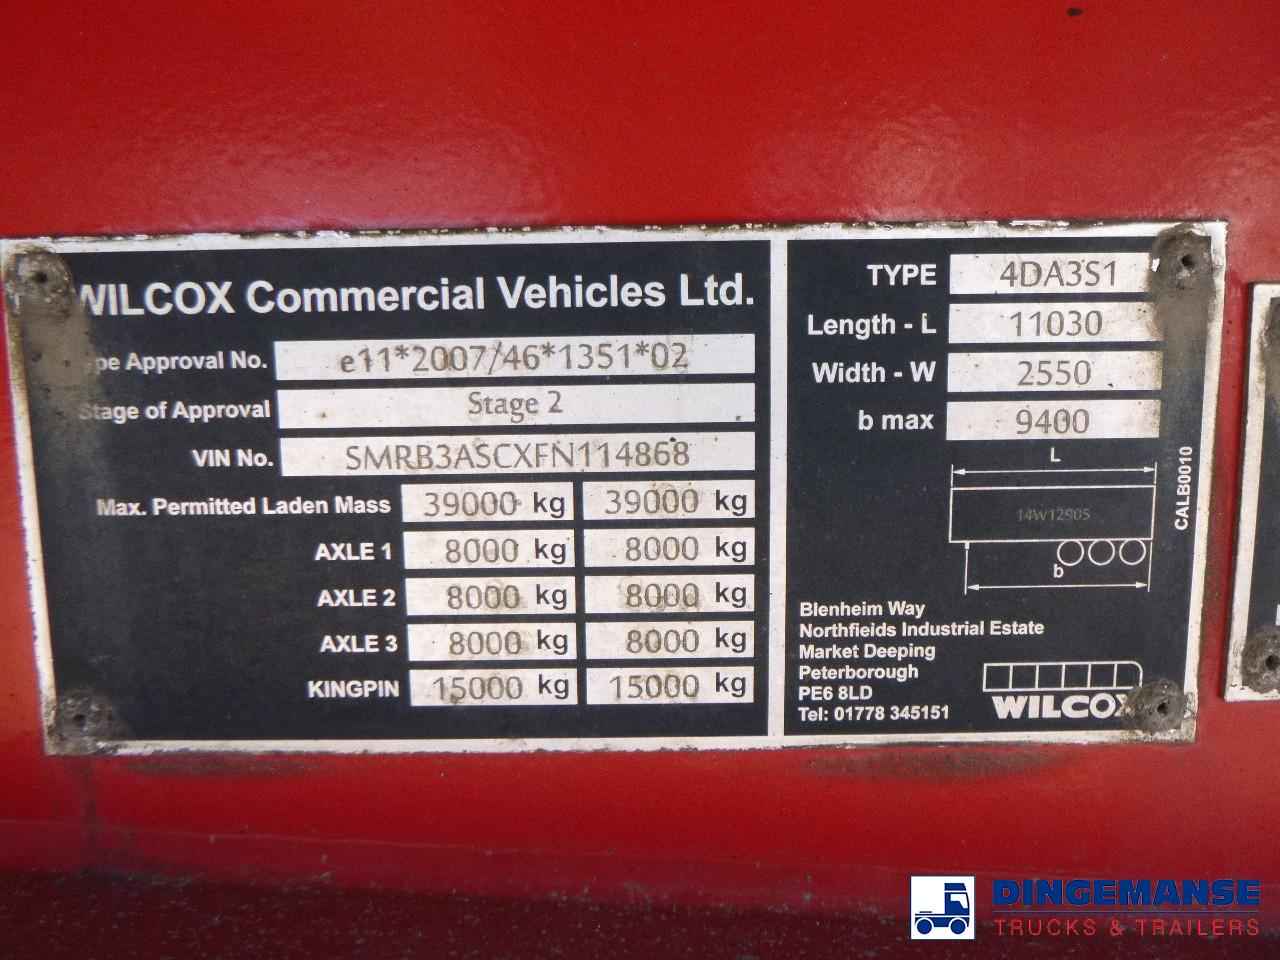 WILCOX Commercial Vehicles Ltd.
Type Approval No. e11*2007/46*1351*02
Stage of Approval Stage 2
VIN No. SMRB3ASCXFN114868
Max. Permitted Laden Mass 39000 kg 39000 kg
AXLE 1 8000 kg 8000 kg
AXLE 2 8000 kg 8000 kg
AXLE 3 8000 kg 8000 kg
KINGPIN 15000 kg 15000 kg
TYPE 4DA3S1
Length - L 11030
Width - W 2550
b max 9400
L
14W12905
b
CALB0010
Blenheim Way
Northfields Industrial Estate
Market Deeping
Peterborough
PE6 8LD
Tel: 01778 345151
WILCOX
DINGEMANSE
TRUCKS & TRAILERS